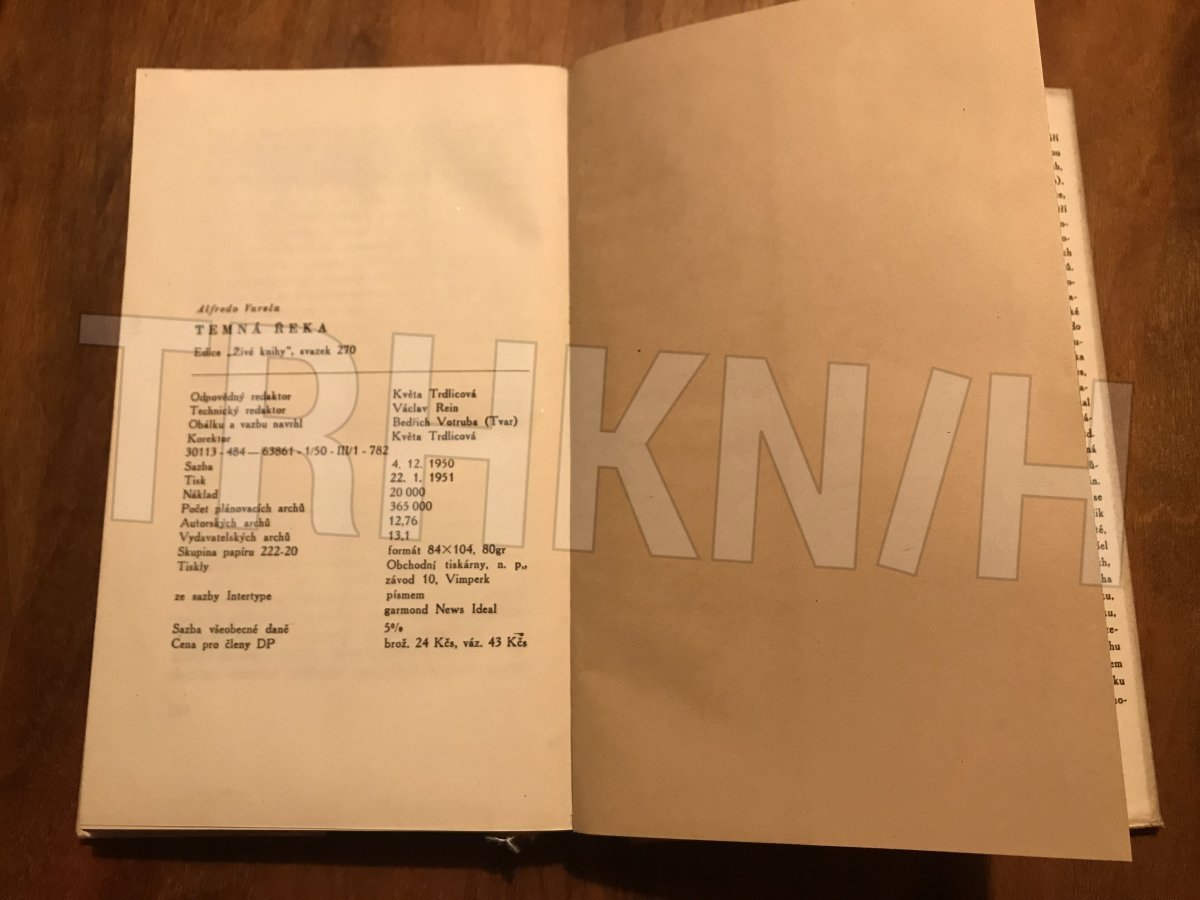 Alfredo Varela
TEMNÁ ŘEKA
Edice „Živé knihy", svazek 270
Odpovědný redaktor Květa Trdlicová
Technický redaktor Václav Rein
Obálku a vazbu navrhl Bedřich Votruba (Tvar)
Korektor Květa Trdlicová
30113 - 484 — 63861 - 1/50 - III/1 - 782
Sazba 4. 12. 1950
Tisk 22. 1. 1951
Náklad 20 000
Počet plánovacích archů 365 000
Autorských archů 12,76
Vydavatelských archů 13,1
Skupina papíru 222-20 formát 84×104, 80gr
Tiskly Obchodní tiskárny, n. p.,
závod 10, Vimperk
ze sazby Intertype písmem
garmond News Ideal
Sazba všeobecné daně 5%
Cena pro členy DP brož. 24 Kčs, váz. 43 Kčs
TRHKNIH